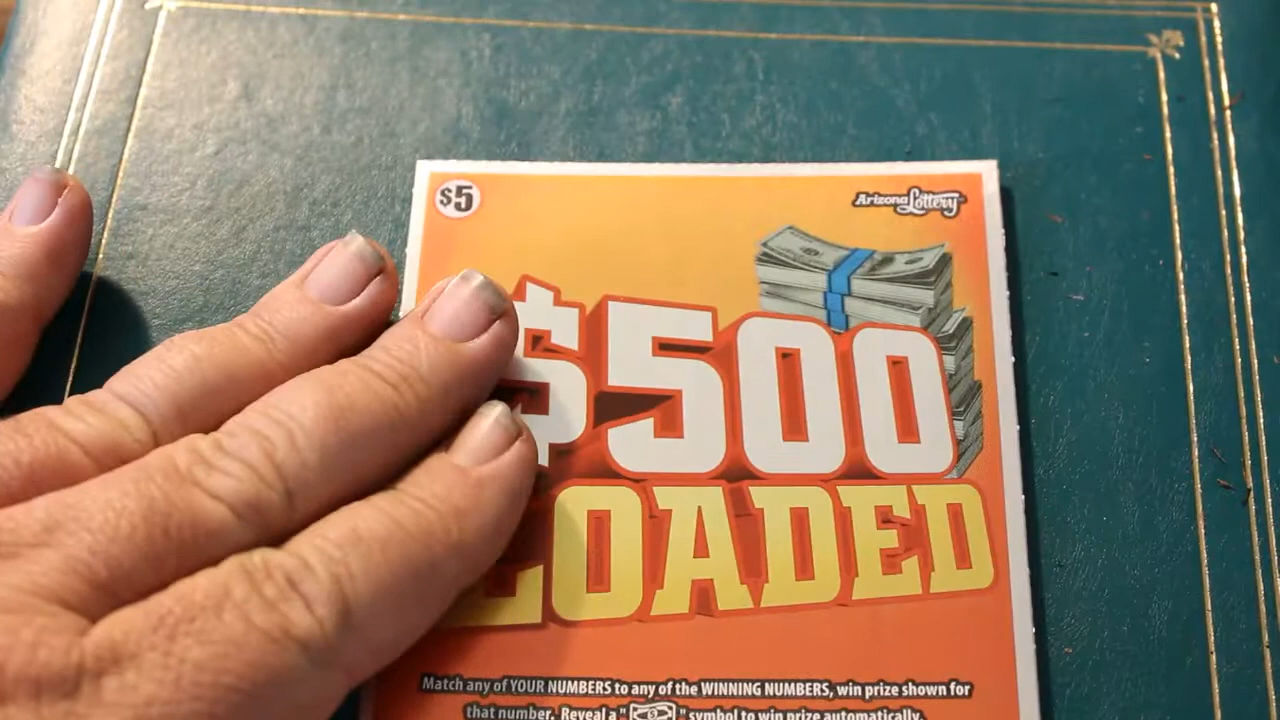 $5
Arizona Lottery
$500
LOADED
Match any of YOUR NUMBERS to any of the WINNING NUMBERS, win prize shown for
that number. Reveal a " " symbol to win prize automatically.